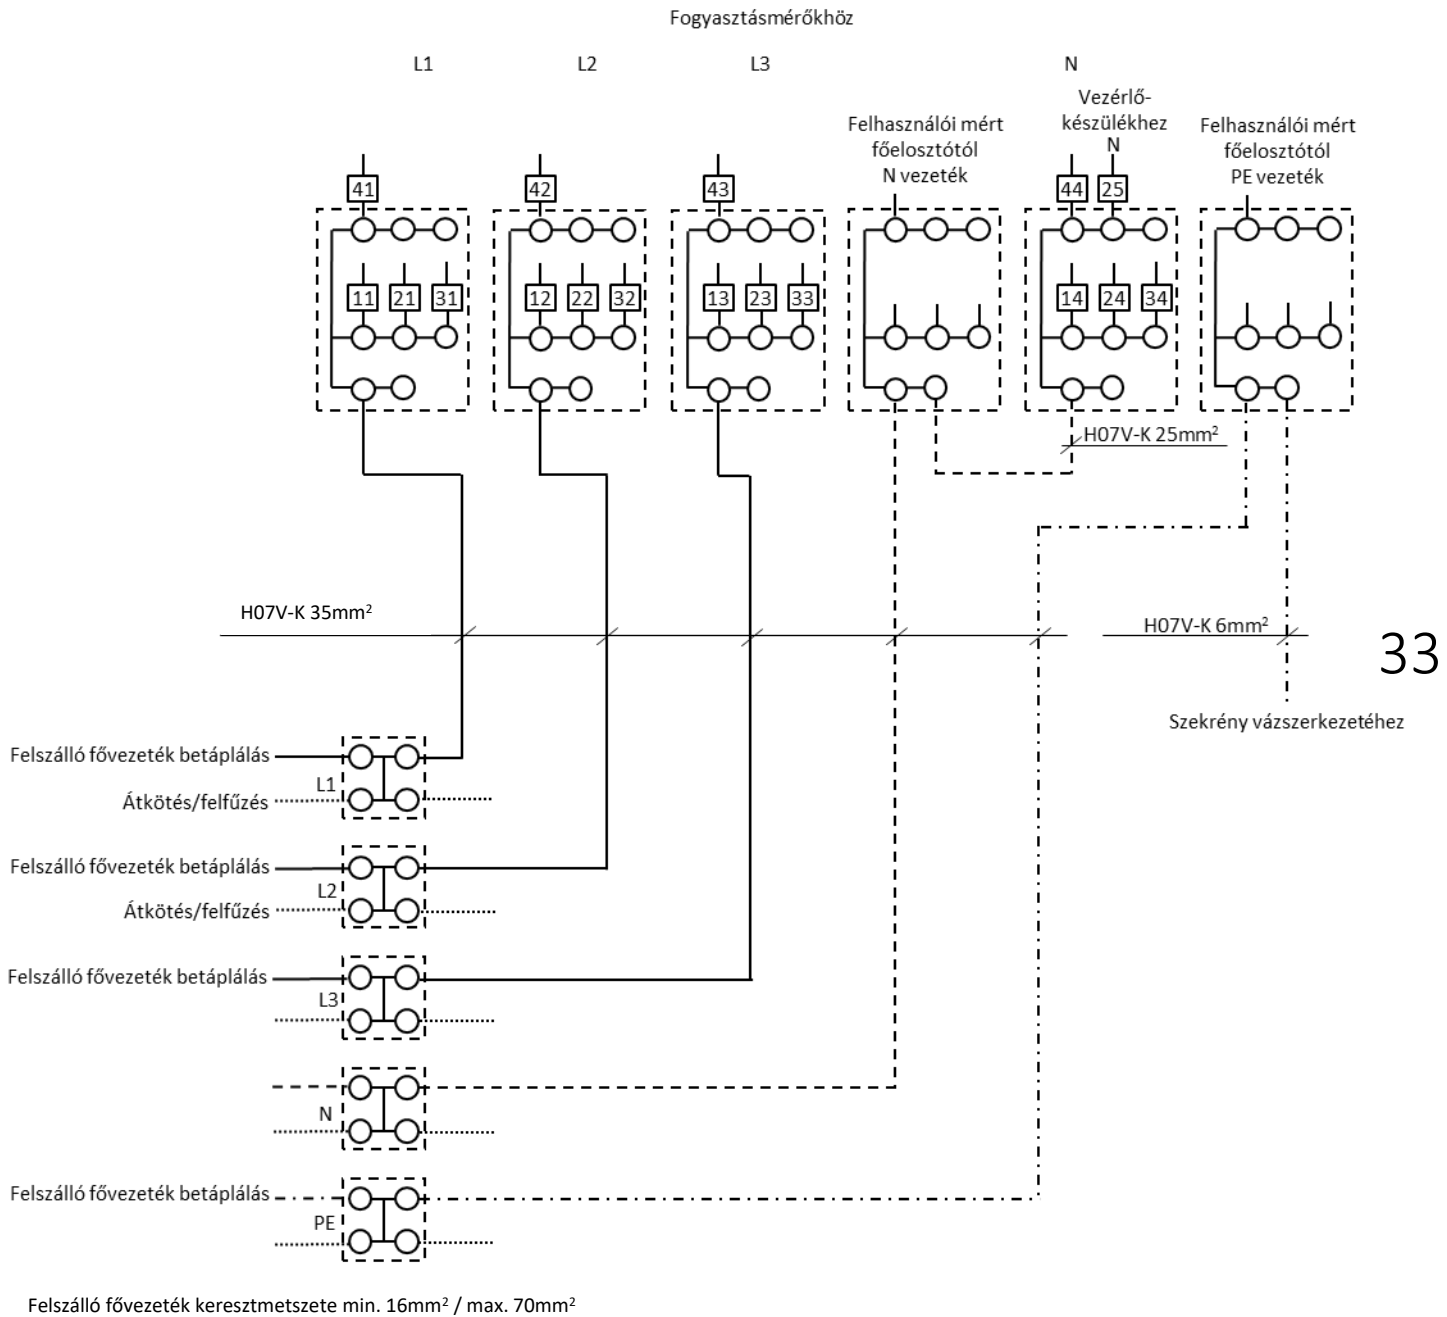 Fogyasztásmérőkhöz
L1 L2 L3 N
Vezérlő-
készülékhez
N
Felhasználói mért
főelosztótól
N vezeték
Felhasználói mért
főelosztótól
PE vezeték
41 42 43 44 25
11 21 31 12 22 32 13 23 33 14 24 34
H07V-K 25mm²
H07V-K 35mm²
H07V-K 6mm²
33
Szekrény vázszerkezetéhez
Felszálló fővezeték betáplálás
L1
Átkötés/felfűzés
Felszálló fővezeték betáplálás
L2
Átkötés/felfűzés
Felszálló fővezeték betáplálás
L3
N
Felszálló fővezeték betáplálás
PE
Felszálló fővezeték keresztmetszete min. 16mm² / max. 70mm²